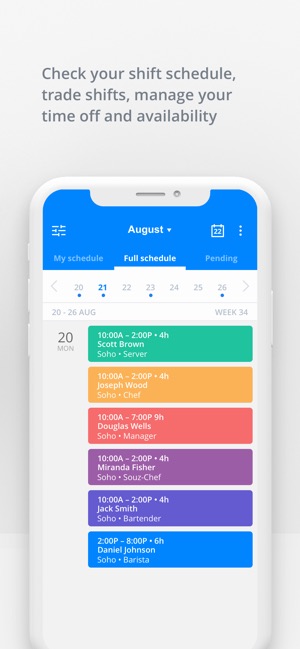 Check your shift schedule,
trade shifts, manage your
time off and availability
August
22
My schedule
Full schedule
Pending
20 21 22 23 24 25 26
20 - 26 AUG
WEEK 34
20
MON
10:00A – 2:00P • 4h
Scott Brown
Soho • Server
10:00A – 2:00P • 4h
Joseph Wood
Soho • Chef
10:00A – 7:00P 9h
Douglas Wells
Soho • Manager
10:00A – 2:00P • 4h
Miranda Fisher
Soho • Souz-Chef
10:00A – 2:00P • 4h
Jack Smith
Soho • Bartender
2:00P – 8:00P • 6h
Daniel Johnson
Soho • Barista